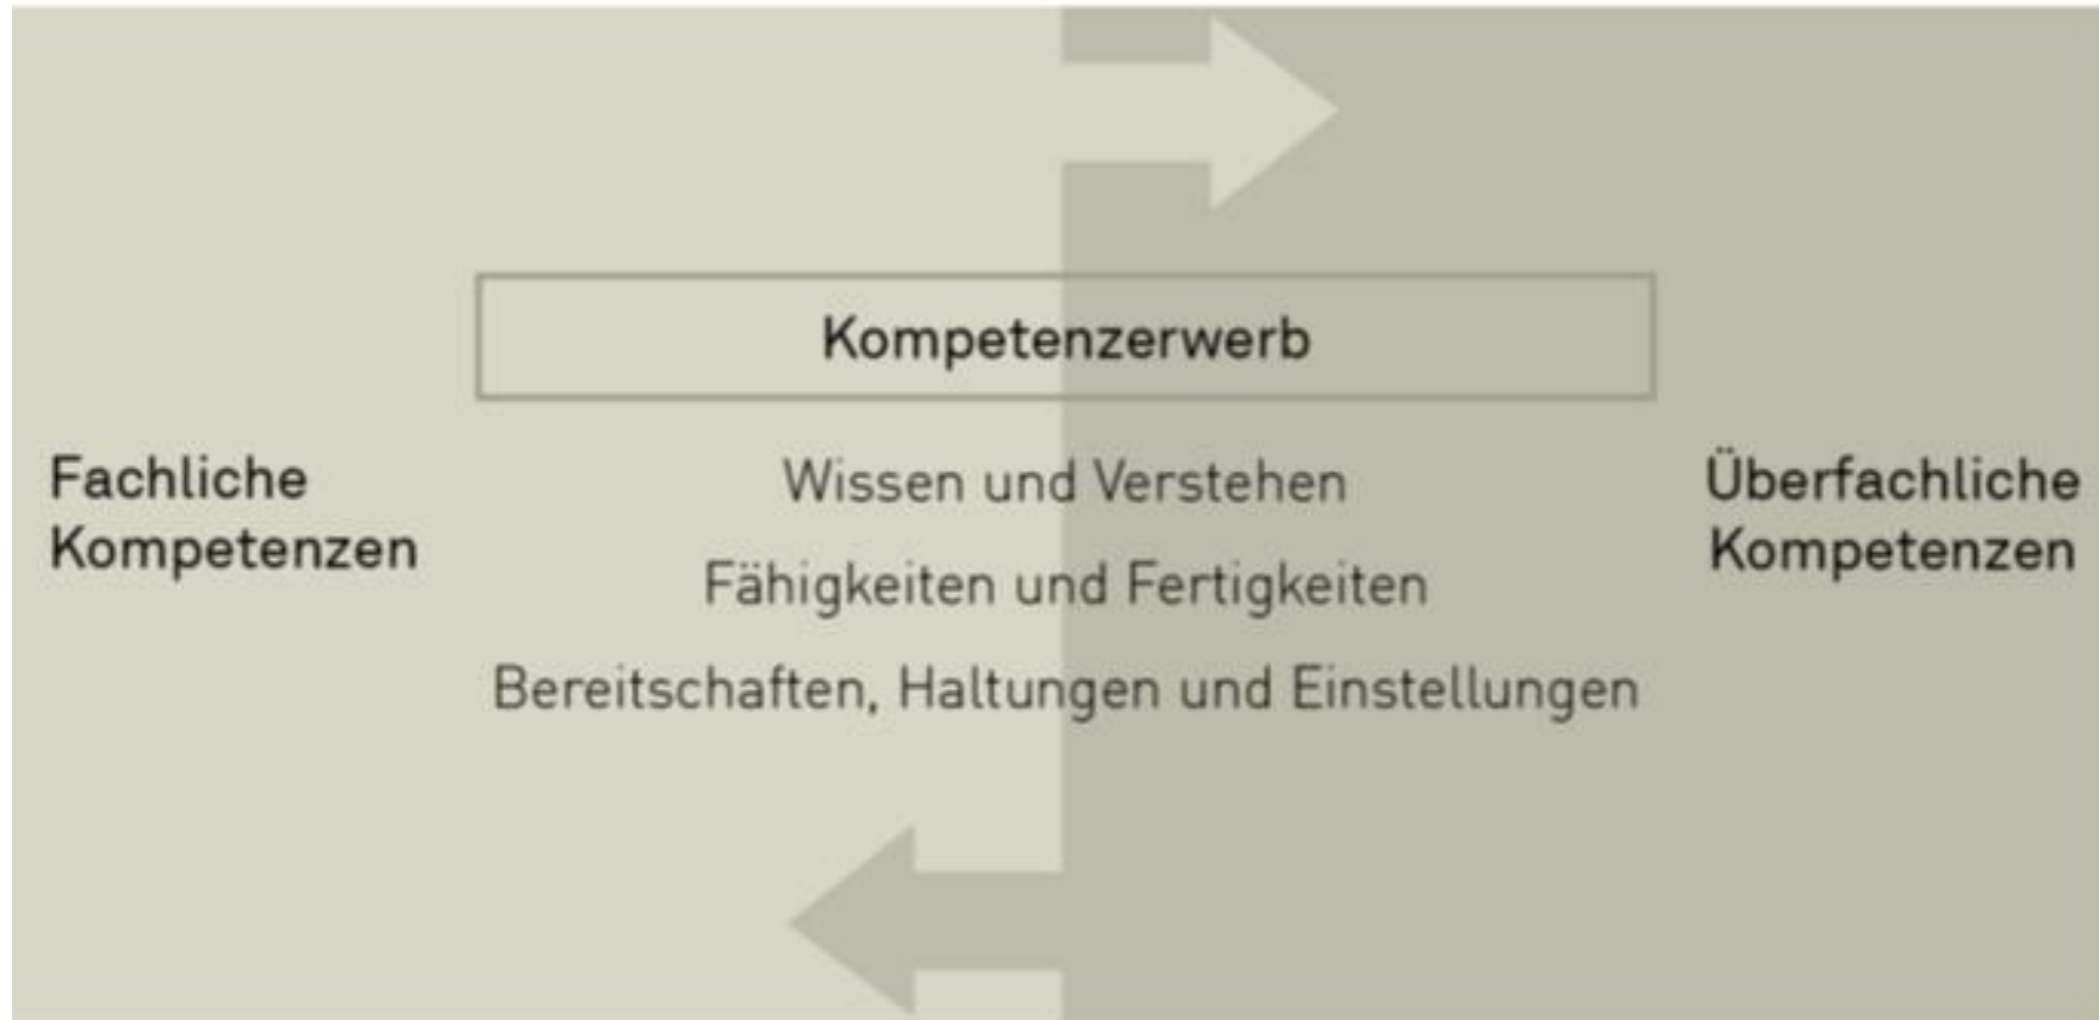 Kompetenzerwerb
Fachliche
Kompetenzen
Wissen und Verstehen
Fähigkeiten und Fertigkeiten
Bereitschaften, Haltungen und Einstellungen
Überfachliche
Kompetenzen